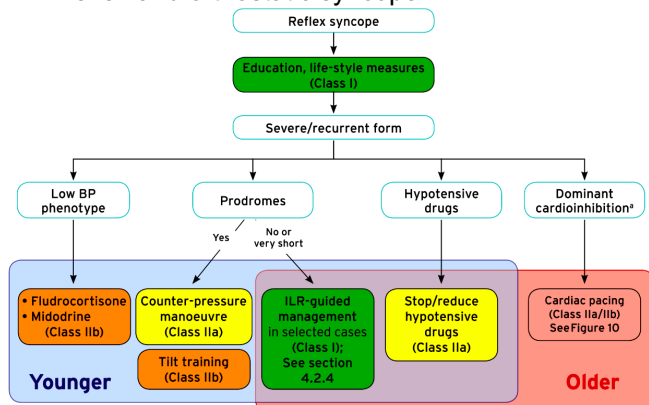 Reflex syncope
Education, life-style measures
(Class I)
Severe/recurrent form
Low BP
phenotype
Prodromes
Hypotensive
drugs
Dominant
cardioinhibitionᵃ
Yes
No or
very short
• Fludrocortisone
• Midodrine
(Class IIb)
Counter-pressure
manoeuvre
(Class IIa)
Tilt training
(Class IIb)
ILR-guided
management
in selected cases
(Class I);
See section
4.2.4
Stop/reduce
hypotensive
drugs
(Class IIa)
Cardiac pacing
(Class IIa/IIb)
See Figure 10
Younger
Older